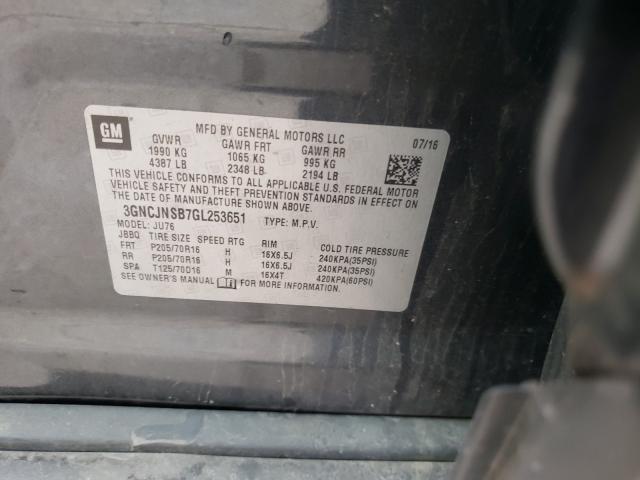 GM
MFD BY GENERAL MOTORS LLC 07/16
GVWR GAWR FRT GAWR RR
1990 KG 1065 KG 995 KG
4387 LB 2348 LB 2194 LB
THIS VEHICLE CONFORMS TO ALL APPLICABLE U.S. FEDERAL MOTOR
VEHICLE SAFETY AND THEFT PREVENTION STANDARDS IN EFFECT ON
THE DATE OF MANUFACTURE SHOWN ABOVE.
3GNCJNSB7GL253651 TYPE: M.P.V.
MODEL: JU76
JBBQ TIRE SIZE SPEED RTG RIM COLD TIRE PRESSURE
FRT P205/70R16 H 16X6.5J 240KPA(35PSI)
RR P205/70R16 H 16X6.5J 240KPA(35PSI)
SPA T125/70D16 M 16X4T 420KPA(60PSI)
SEE OWNER'S MANUAL FOR MORE INFORMATION.